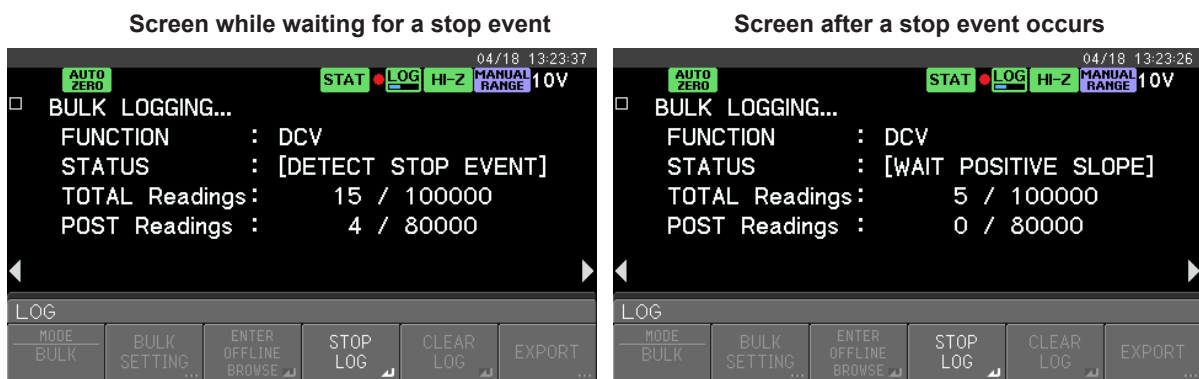 Screen while waiting for a stop event
04/18 13:23:37
AUTO ZERO STAT LOG HI-Z MANUAL RANGE 10V
BULK LOGGING...
FUNCTION : DCV
STATUS : [DETECT STOP EVENT]
TOTAL Readings: 15 / 100000
POST Readings : 4 / 80000
LOG
MODE BULK
BULK SETTING...
ENTER OFFLINE BROWSE
STOP LOG
CLEAR LOG
EXPORT...
Screen after a stop event occurs
04/18 13:23:26
AUTO ZERO STAT LOG HI-Z MANUAL RANGE 10V
BULK LOGGING...
FUNCTION : DCV
STATUS : [WAIT POSITIVE SLOPE]
TOTAL Readings: 5 / 100000
POST Readings : 0 / 80000
LOG
MODE BULK
BULK SETTING...
ENTER OFFLINE BROWSE
STOP LOG
CLEAR LOG
EXPORT...